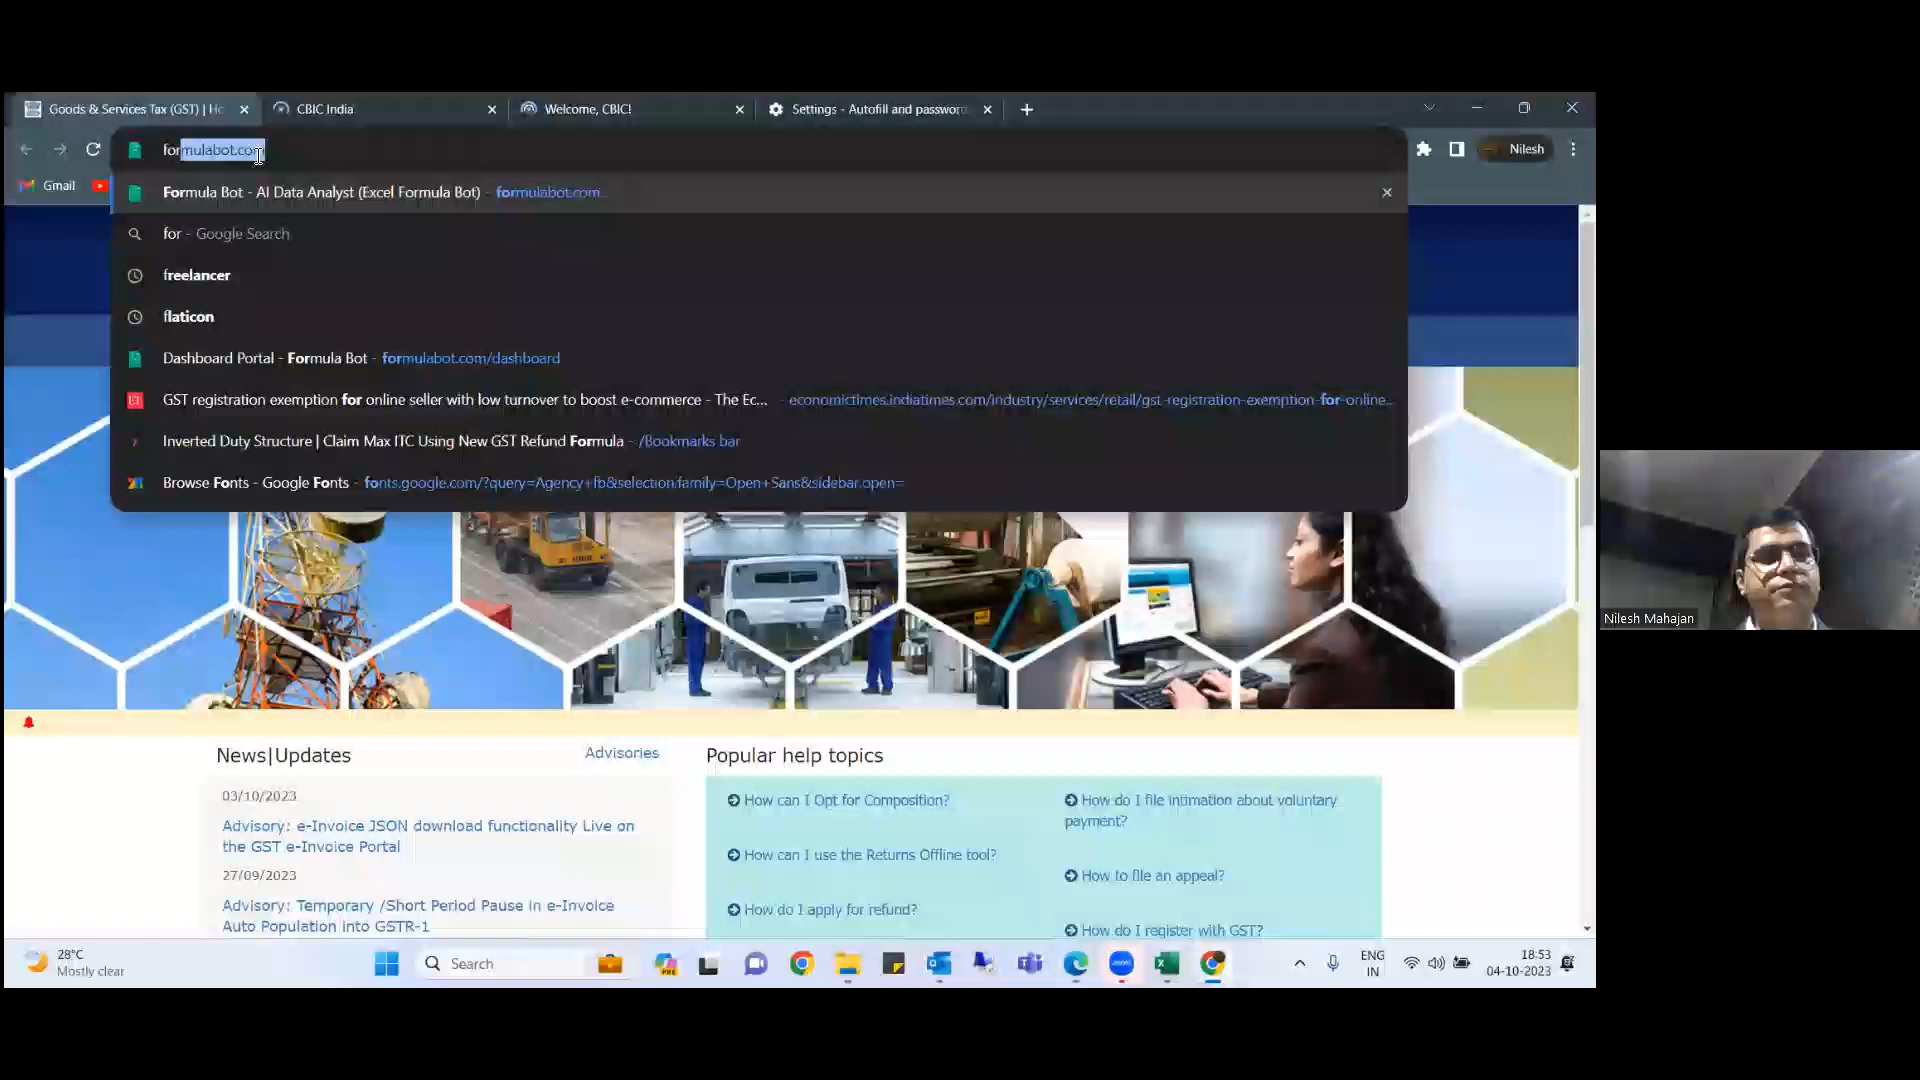 Goods & Services Tax (GST) | Ho
CBIC India
Welcome, CBIC!
Settings - Autofill and password
formulabot.com
Nilesh
Gmail
Formula Bot - AI Data Analyst (Excel Formula Bot) - formulabot.com
for - Google Search
freelancer
flaticon
Dashboard Portal - Formula Bot - formulabot.com/dashboard
GST registration exemption for online seller with low turnover to boost e-commerce - The Ec... - economictimes.indiatimes.com/industry/services/retail/gst-registration-exemption-for-online...
Inverted Duty Structure | Claim Max ITC Using New GST Refund Formula - /Bookmarks bar
Browse Fonts - Google Fonts - fonts.google.com/?query=Agency+fb&selection.family=Open+Sans&sidebar.open=
Nilesh Mahajan
News|Updates
Advisories
03/10/2023
Advisory: e-Invoice JSON download functionality Live on
the GST e-Invoice Portal
27/09/2023
Advisory: Temporary /Short Period Pause in e-Invoice
Auto Population into GSTR-1
Popular help topics
How can I Opt for Composition?
How can I use the Returns Offline tool?
How do I apply for refund?
How do I file intimation about voluntary
payment?
How to file an appeal?
How do I register with GST?
28°C
Mostly clear
Search
ENG
IN
18:53
04-10-2023